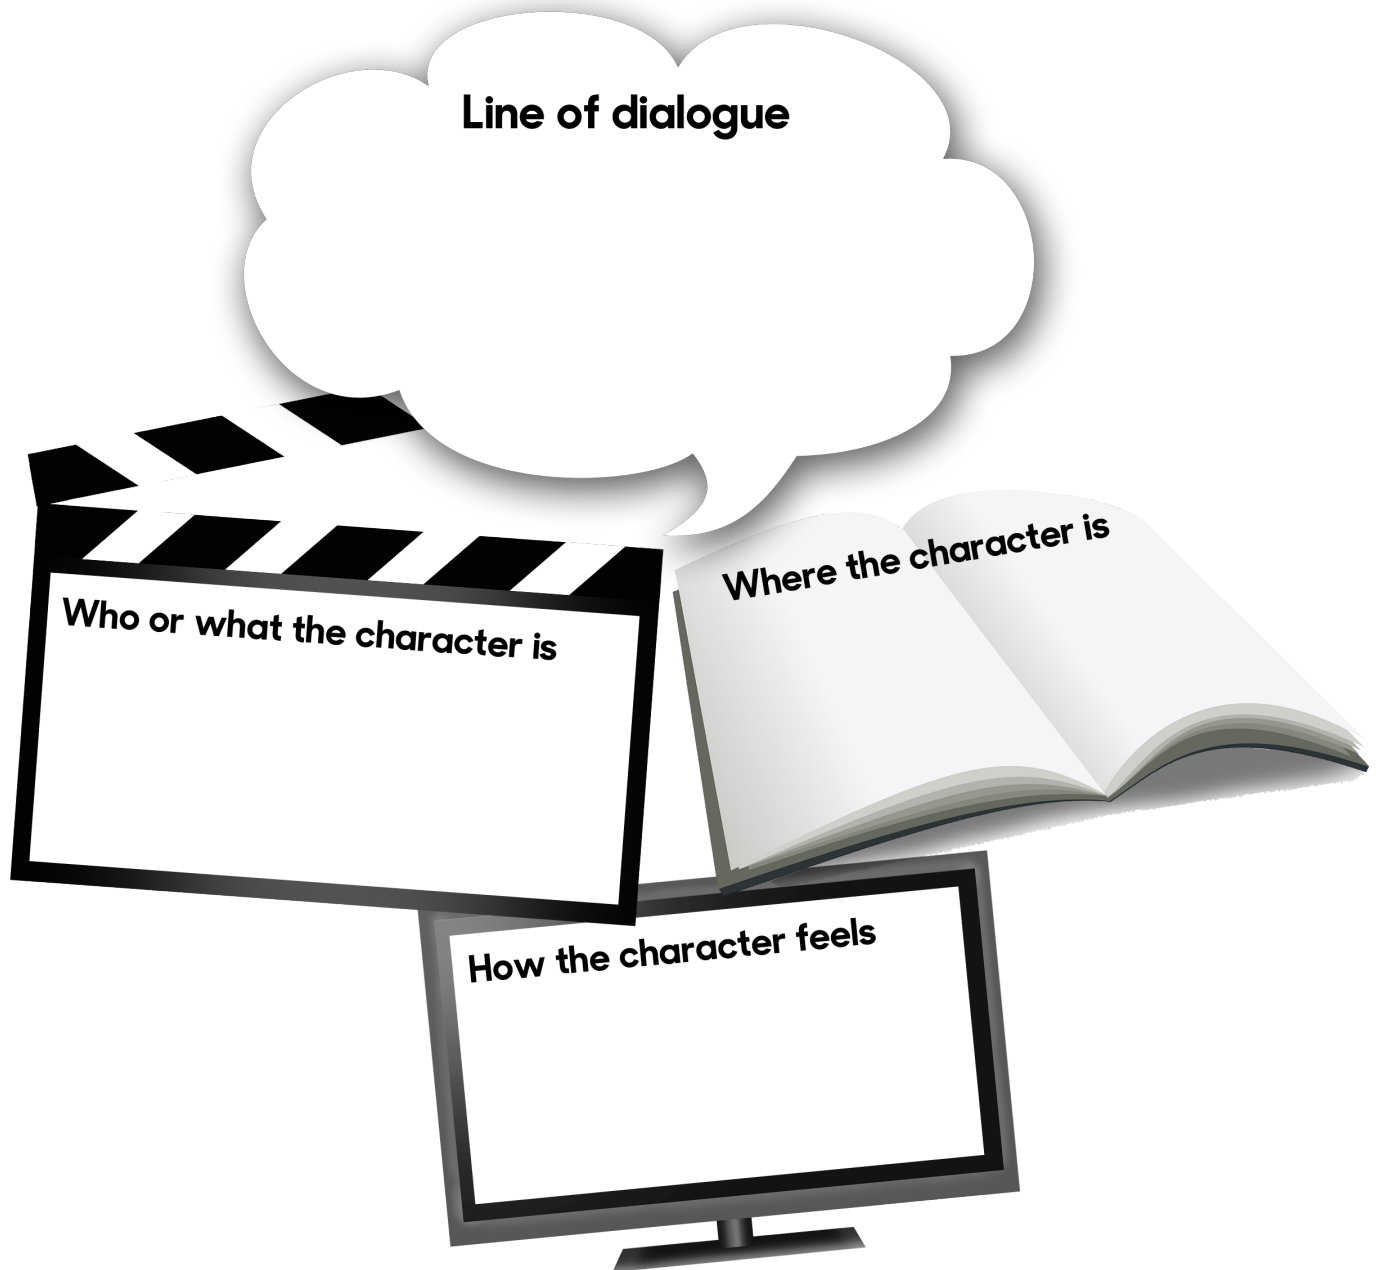 Line of dialogue
Where the character is
Who or what the character is
How the character feels